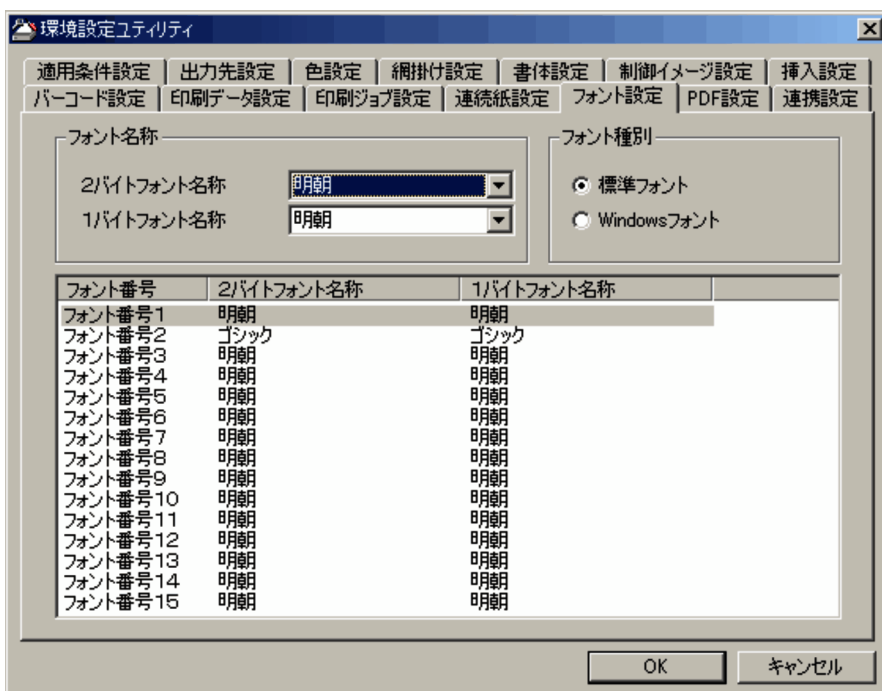 環境設定ユティリティ
適用条件設定 出力先設定 色設定 網掛け設定 書体設定 制御イメージ設定 挿入設定
バーコード設定 印刷データ設定 印刷ジョブ設定 連続紙設定 フォント設定 PDF設定 連携設定
フォント名称 フォント種別
2バイトフォント名称 明朝 標準フォント
1バイトフォント名称 明朝 Windowsフォント
フォント番号 2バイトフォント名称 1バイトフォント名称
フォント番号1 明朝 明朝
フォント番号2 ゴシック ゴシック
フォント番号3 明朝 明朝
フォント番号4 明朝 明朝
フォント番号5 明朝 明朝
フォント番号6 明朝 明朝
フォント番号7 明朝 明朝
フォント番号8 明朝 明朝
フォント番号9 明朝 明朝
フォント番号10 明朝 明朝
フォント番号11 明朝 明朝
フォント番号12 明朝 明朝
フォント番号13 明朝 明朝
フォント番号14 明朝 明朝
フォント番号15 明朝 明朝
OK キャンセル